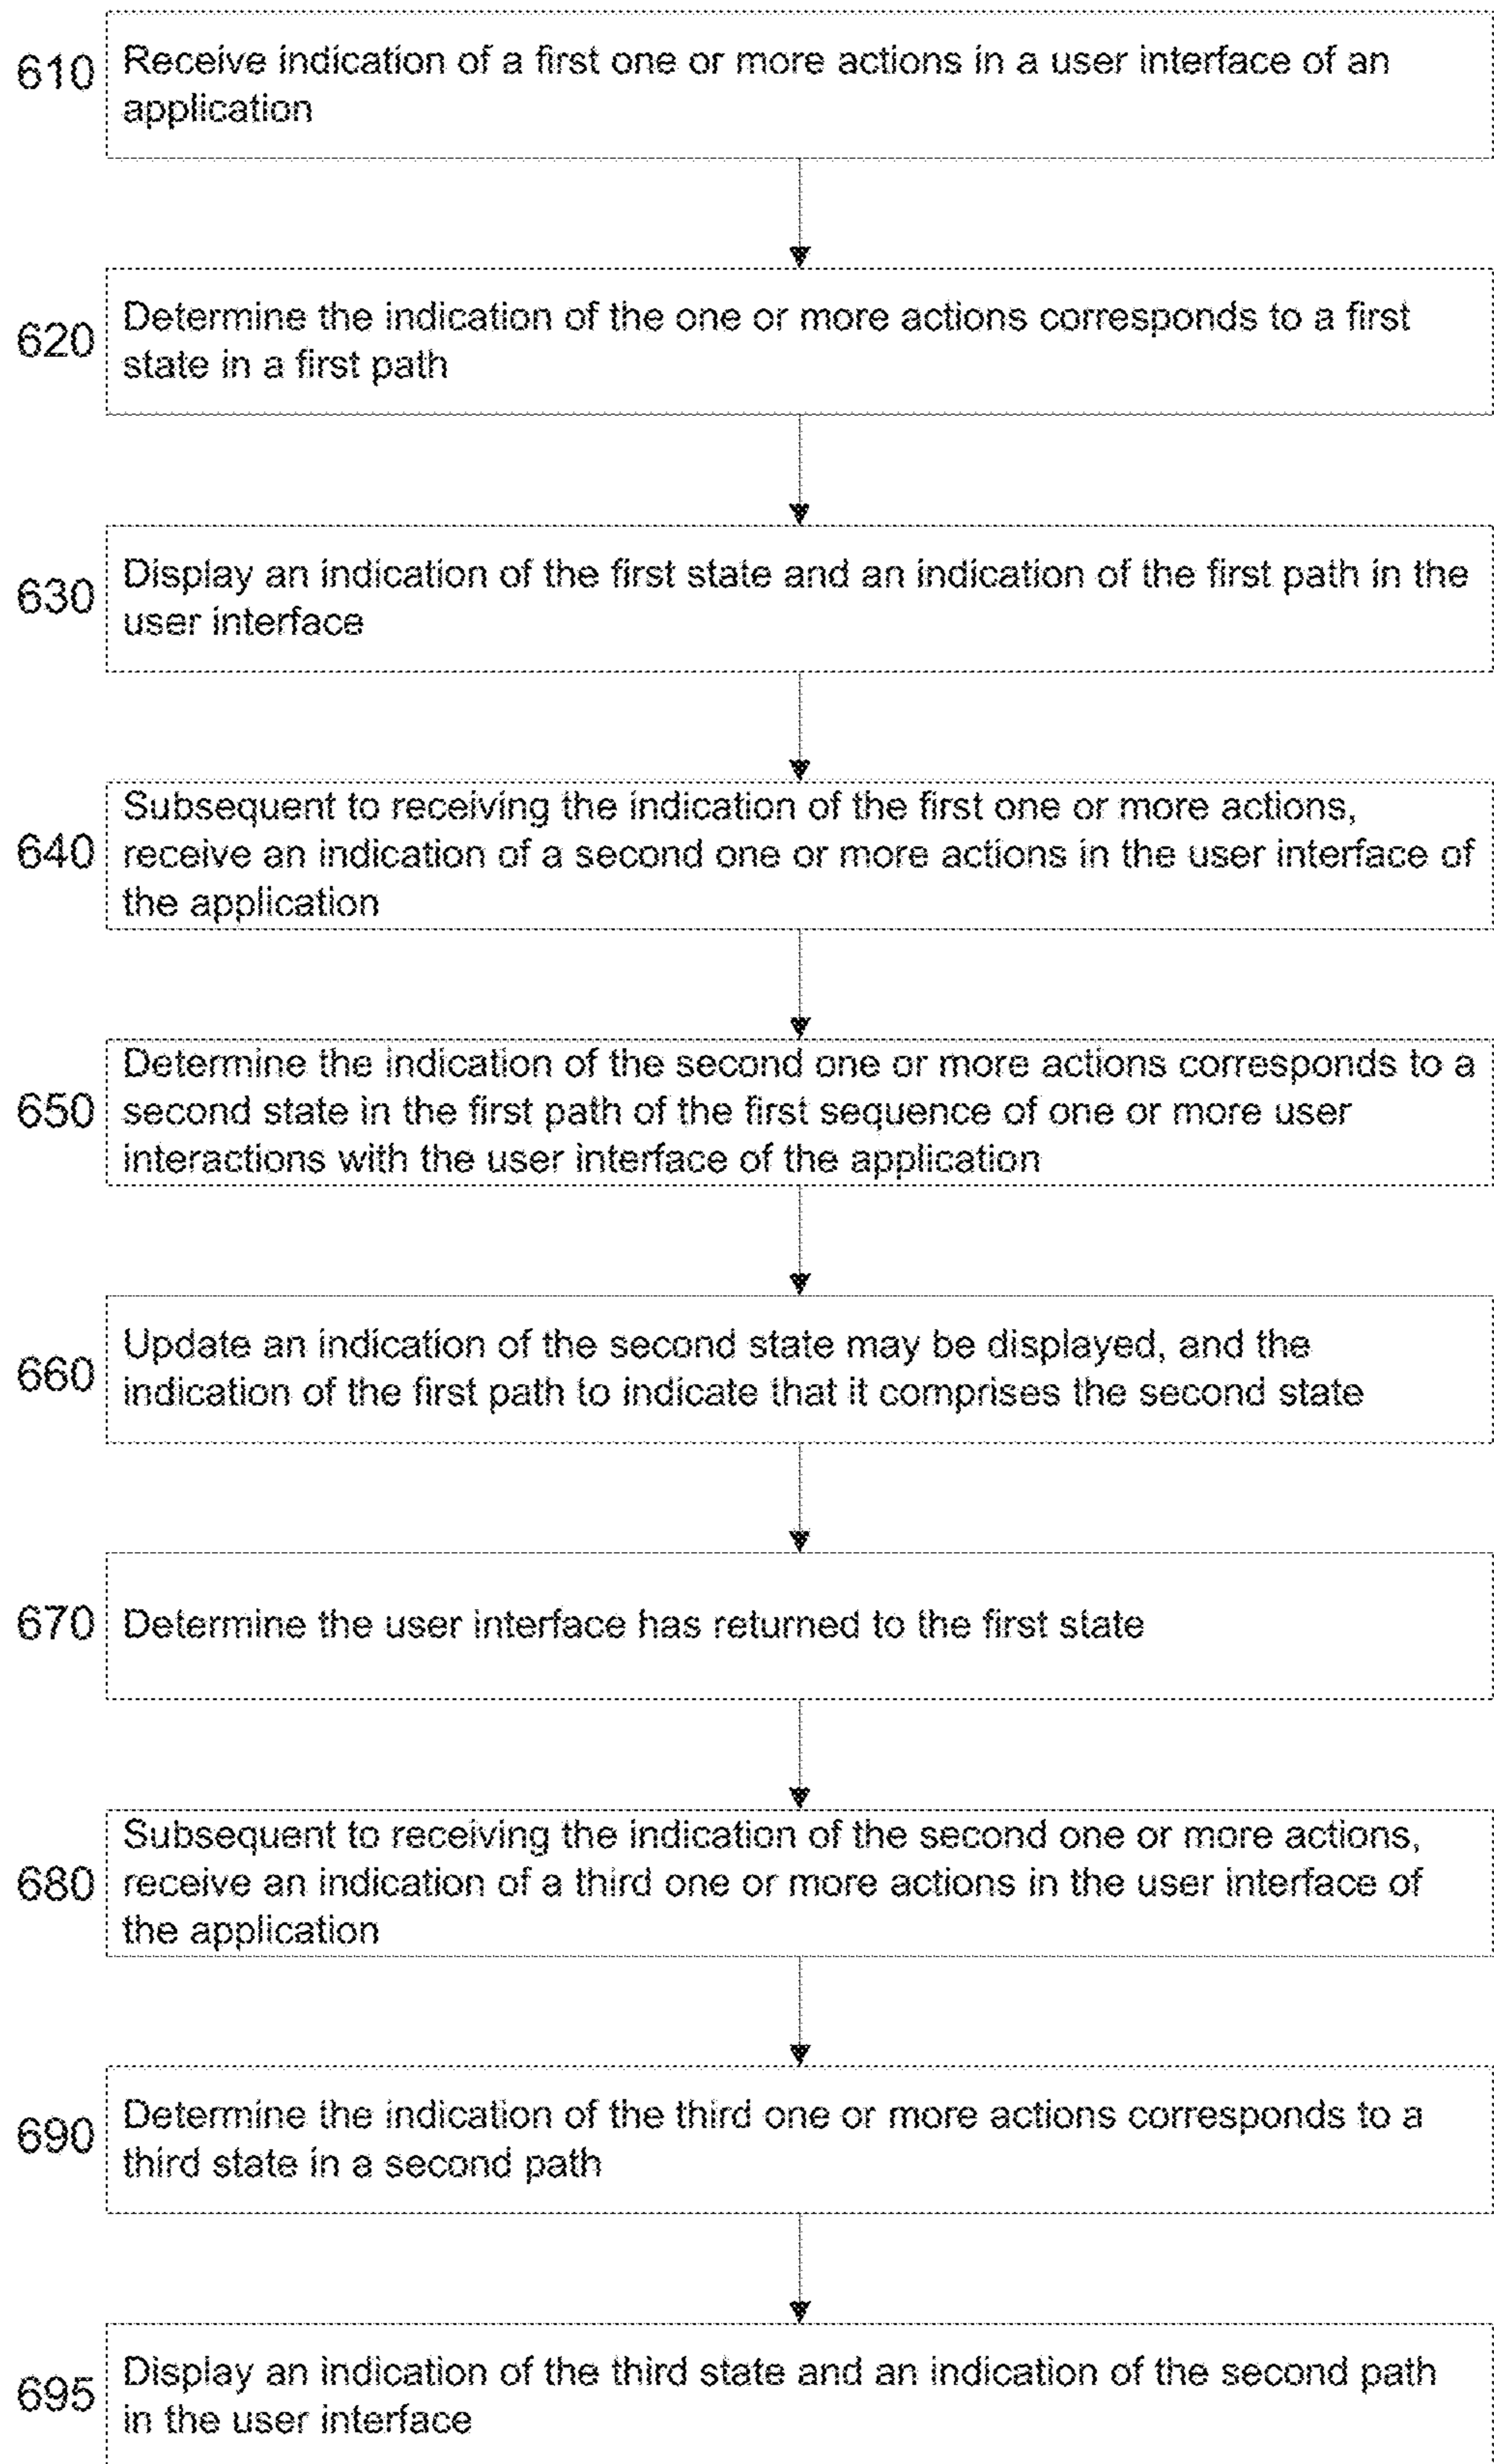 610
Receive indication of a first one or more actions in a user interface of an
application
620
Determine the indication of the one or more actions corresponds to a first
state in a first path
630
Display an indication of the first state and an indication of the first path in the
user interface
640
Subsequent to receiving the indication of the first one or more actions,
receive an indication of a second one or more actions in the user interface of
the application
650
Determine the indication of the second one or more actions corresponds to a
second state in the first path of the first sequence of one or more user
interactions with the user interface of the application
660
Update an indication of the second state may be displayed, and the
indication of the first path to indicate that it comprises the second state
670
Determine the user interface has returned to the first state
680
Subsequent to receiving the indication of the second one or more actions,
receive an indication of a third one or more actions in the user interface of
the application
690
Determine the indication of the third one or more actions corresponds to a
third state in a second path
695
Display an indication of the third state and an indication of the second path
in the user interface